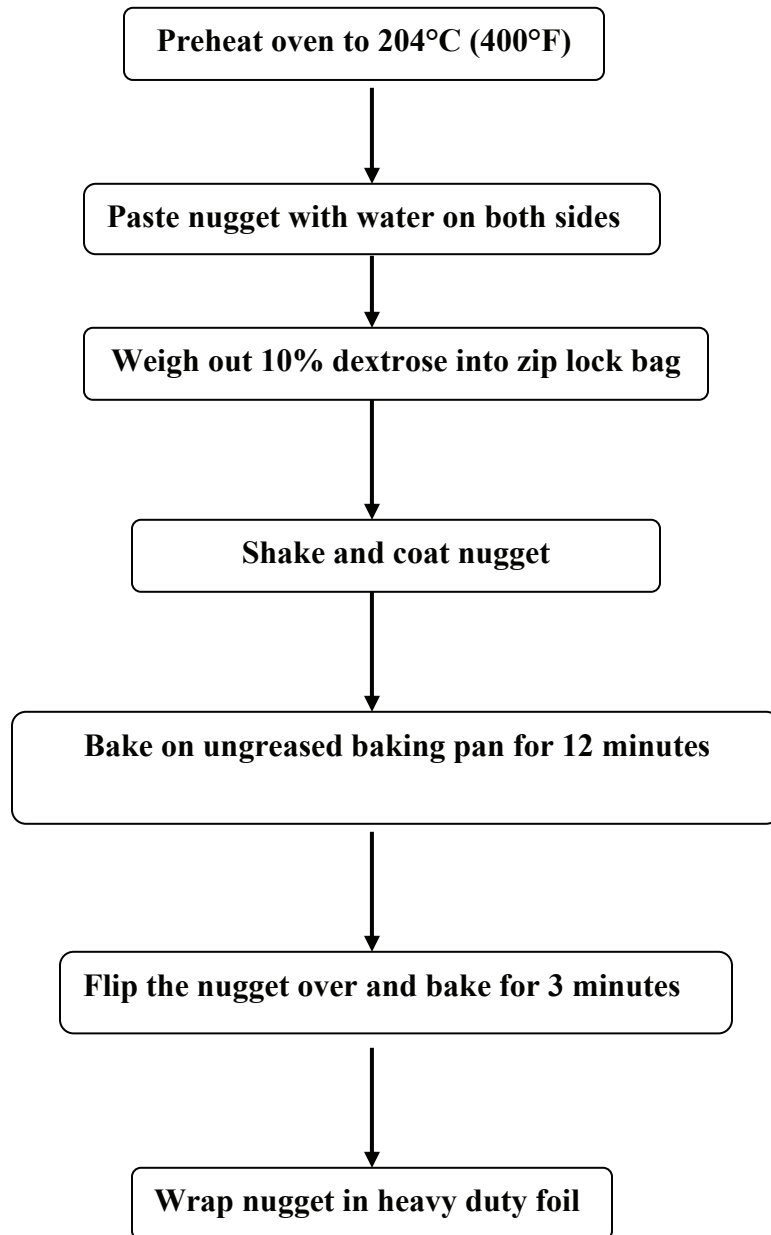 Preheat oven to 204°C (400°F)
Paste nugget with water on both sides
Weigh out 10% dextrose into zip lock bag
Shake and coat nugget
Bake on ungreased baking pan for 12 minutes
Flip the nugget over and bake for 3 minutes
Wrap nugget in heavy duty foil